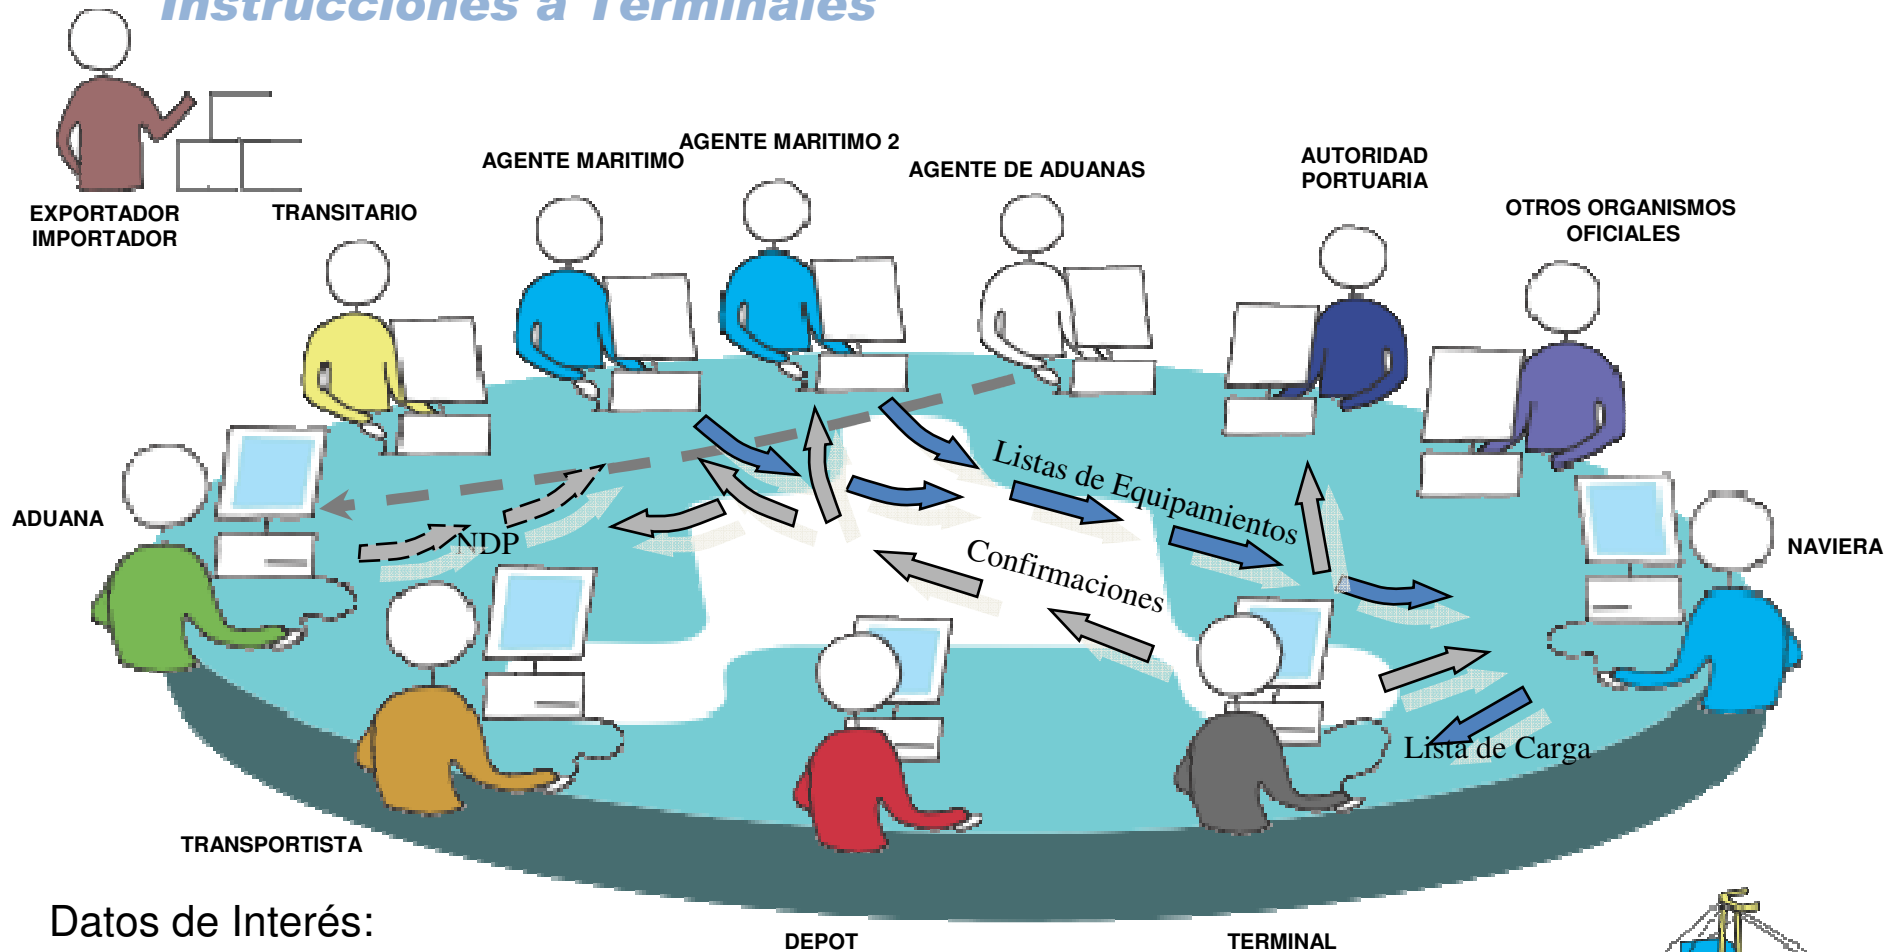 Instrucciones a Terminales
AGENTE MARITIMO
AGENTE MARITIMO 2
AGENTE DE ADUANAS
AUTORIDAD
PORTUARIA
EXPORTADOR
IMPORTADOR
TRANSITARIO
OTROS ORGANISMOS
OFICIALES
Listas de Equipamientos
ADUANA
NDP
Confirmaciones
NAVIERA
Lista de Carga
TRANSPORTISTA
Datos de Interés:
DEPOT
TERMINAL